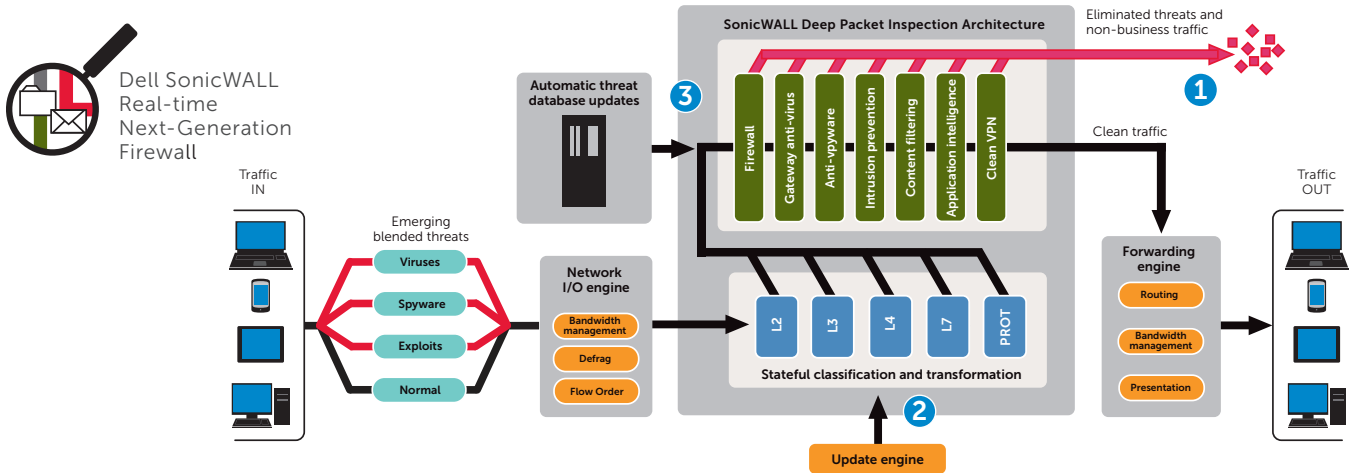 Dell SonicWALL
Real-time
Next-Generation
Firewall
SonicWALL Deep Packet Inspection Architecture
Eliminated threats and
non-business traffic
1
Automatic threat
database updates
3
Firewall
Gateway anti-virus
Anti-vpyware
Intrusion prevention
Content filtering
Application intelligence
Clean VPN
Clean traffic
Traffic
IN
Emerging
blended threats
Viruses
Spyware
Exploits
Normal
Network
I/O engine
Bandwidth
management
Defrag
Flow Order
L2
L3
L4
L7
PROT
Stateful classification and transformation
2
Update engine
Forwarding
engine
Routing
Bandwidth
management
Presentation
Traffic
OUT